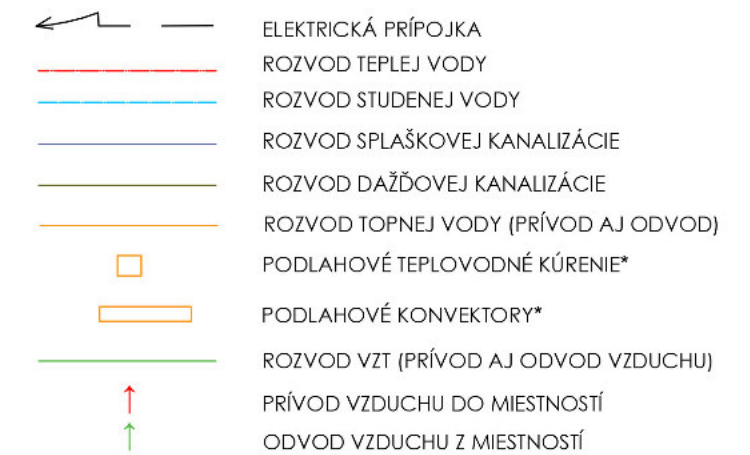 ELEKTRICKÁ PRÍPOJKA
ROZVOD TEPLEJ VODY
ROZVOD STUDENEJ VODY
ROZVOD SPLAŠKOVEJ KANALIZÁCIE
ROZVOD DAŽĎOVEJ KANALIZÁCIE
ROZVOD TOPNEJ VODY (PRÍVOD AJ ODVOD)
PODLAHOVÉ TEPLOVODNÉ KÚRENIE*
PODLAHOVÉ KONVEKTORY*
ROZVOD VZT (PRÍVOD AJ ODVOD VZDUCHU)
PRÍVOD VZDUCHU DO MIESTNOSTÍ
ODVOD VZDUCHU Z MIESTNOSTÍ